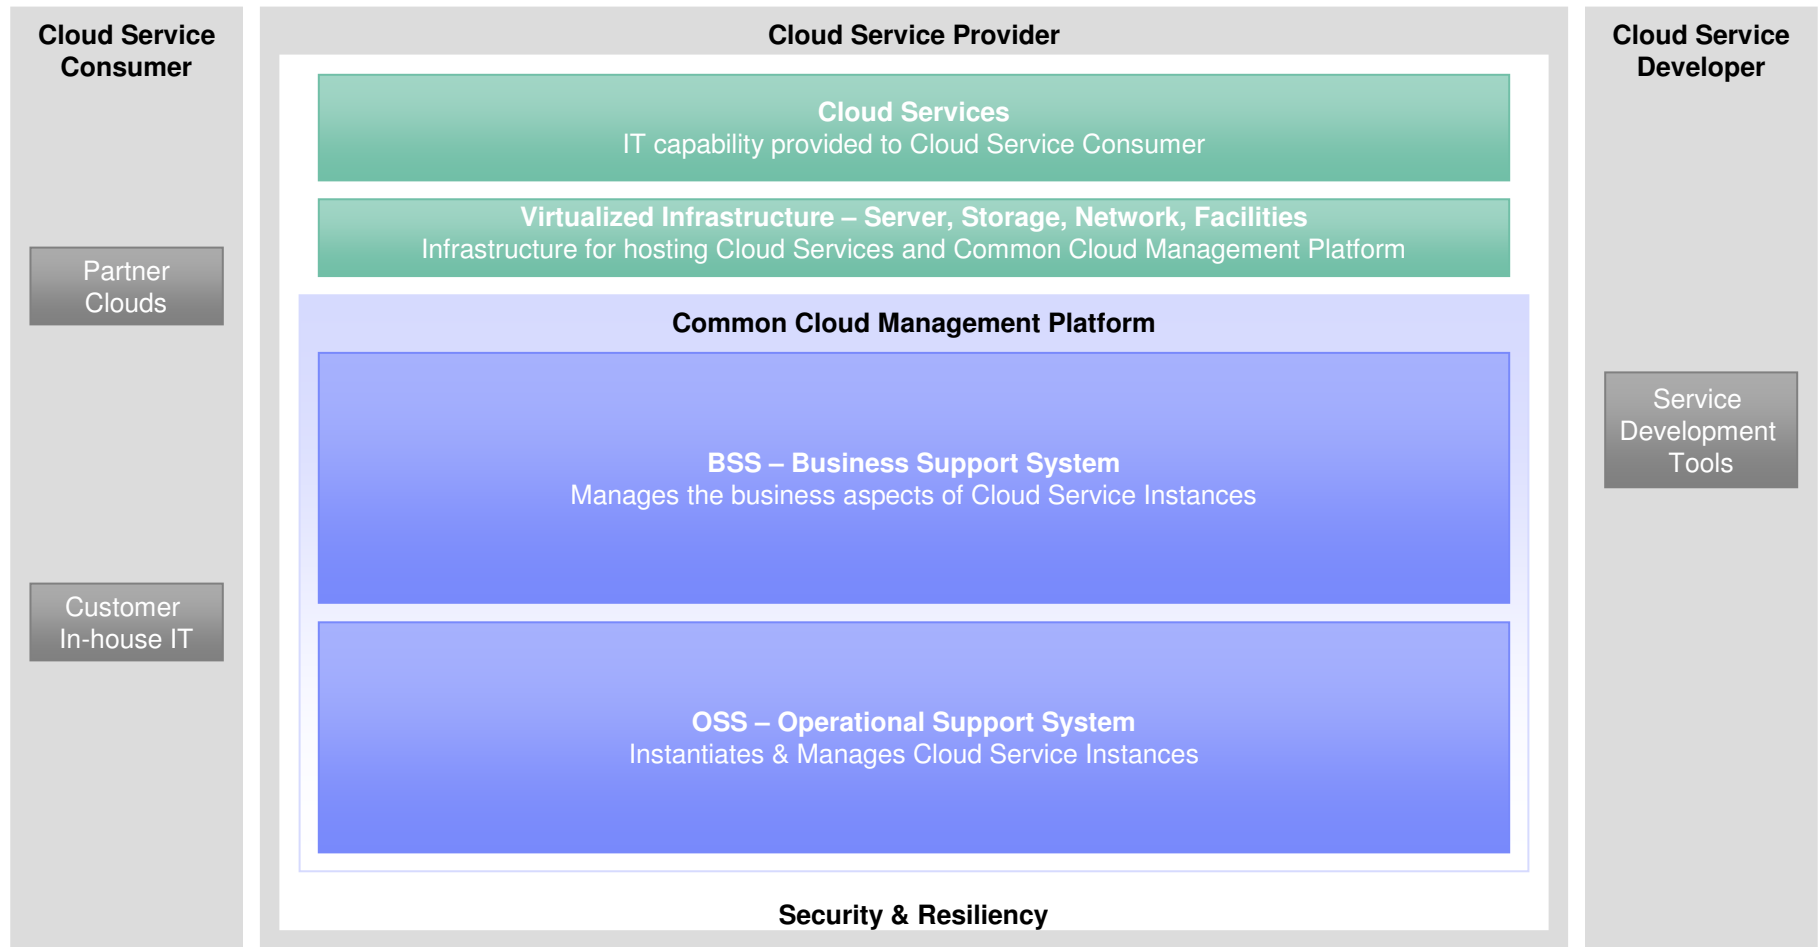 Cloud Service
Consumer
Partner
Clouds
Customer
In-house IT
Cloud Service Provider
Cloud Services
IT capability provided to Cloud Service Consumer
Virtualized Infrastructure – Server, Storage, Network, Facilities
Infrastructure for hosting Cloud Services and Common Cloud Management Platform
Common Cloud Management Platform
BSS – Business Support System
Manages the business aspects of Cloud Service Instances
OSS – Operational Support System
Instantiates & Manages Cloud Service Instances
Security & Resiliency
Cloud Service
Developer
Service
Development
Tools